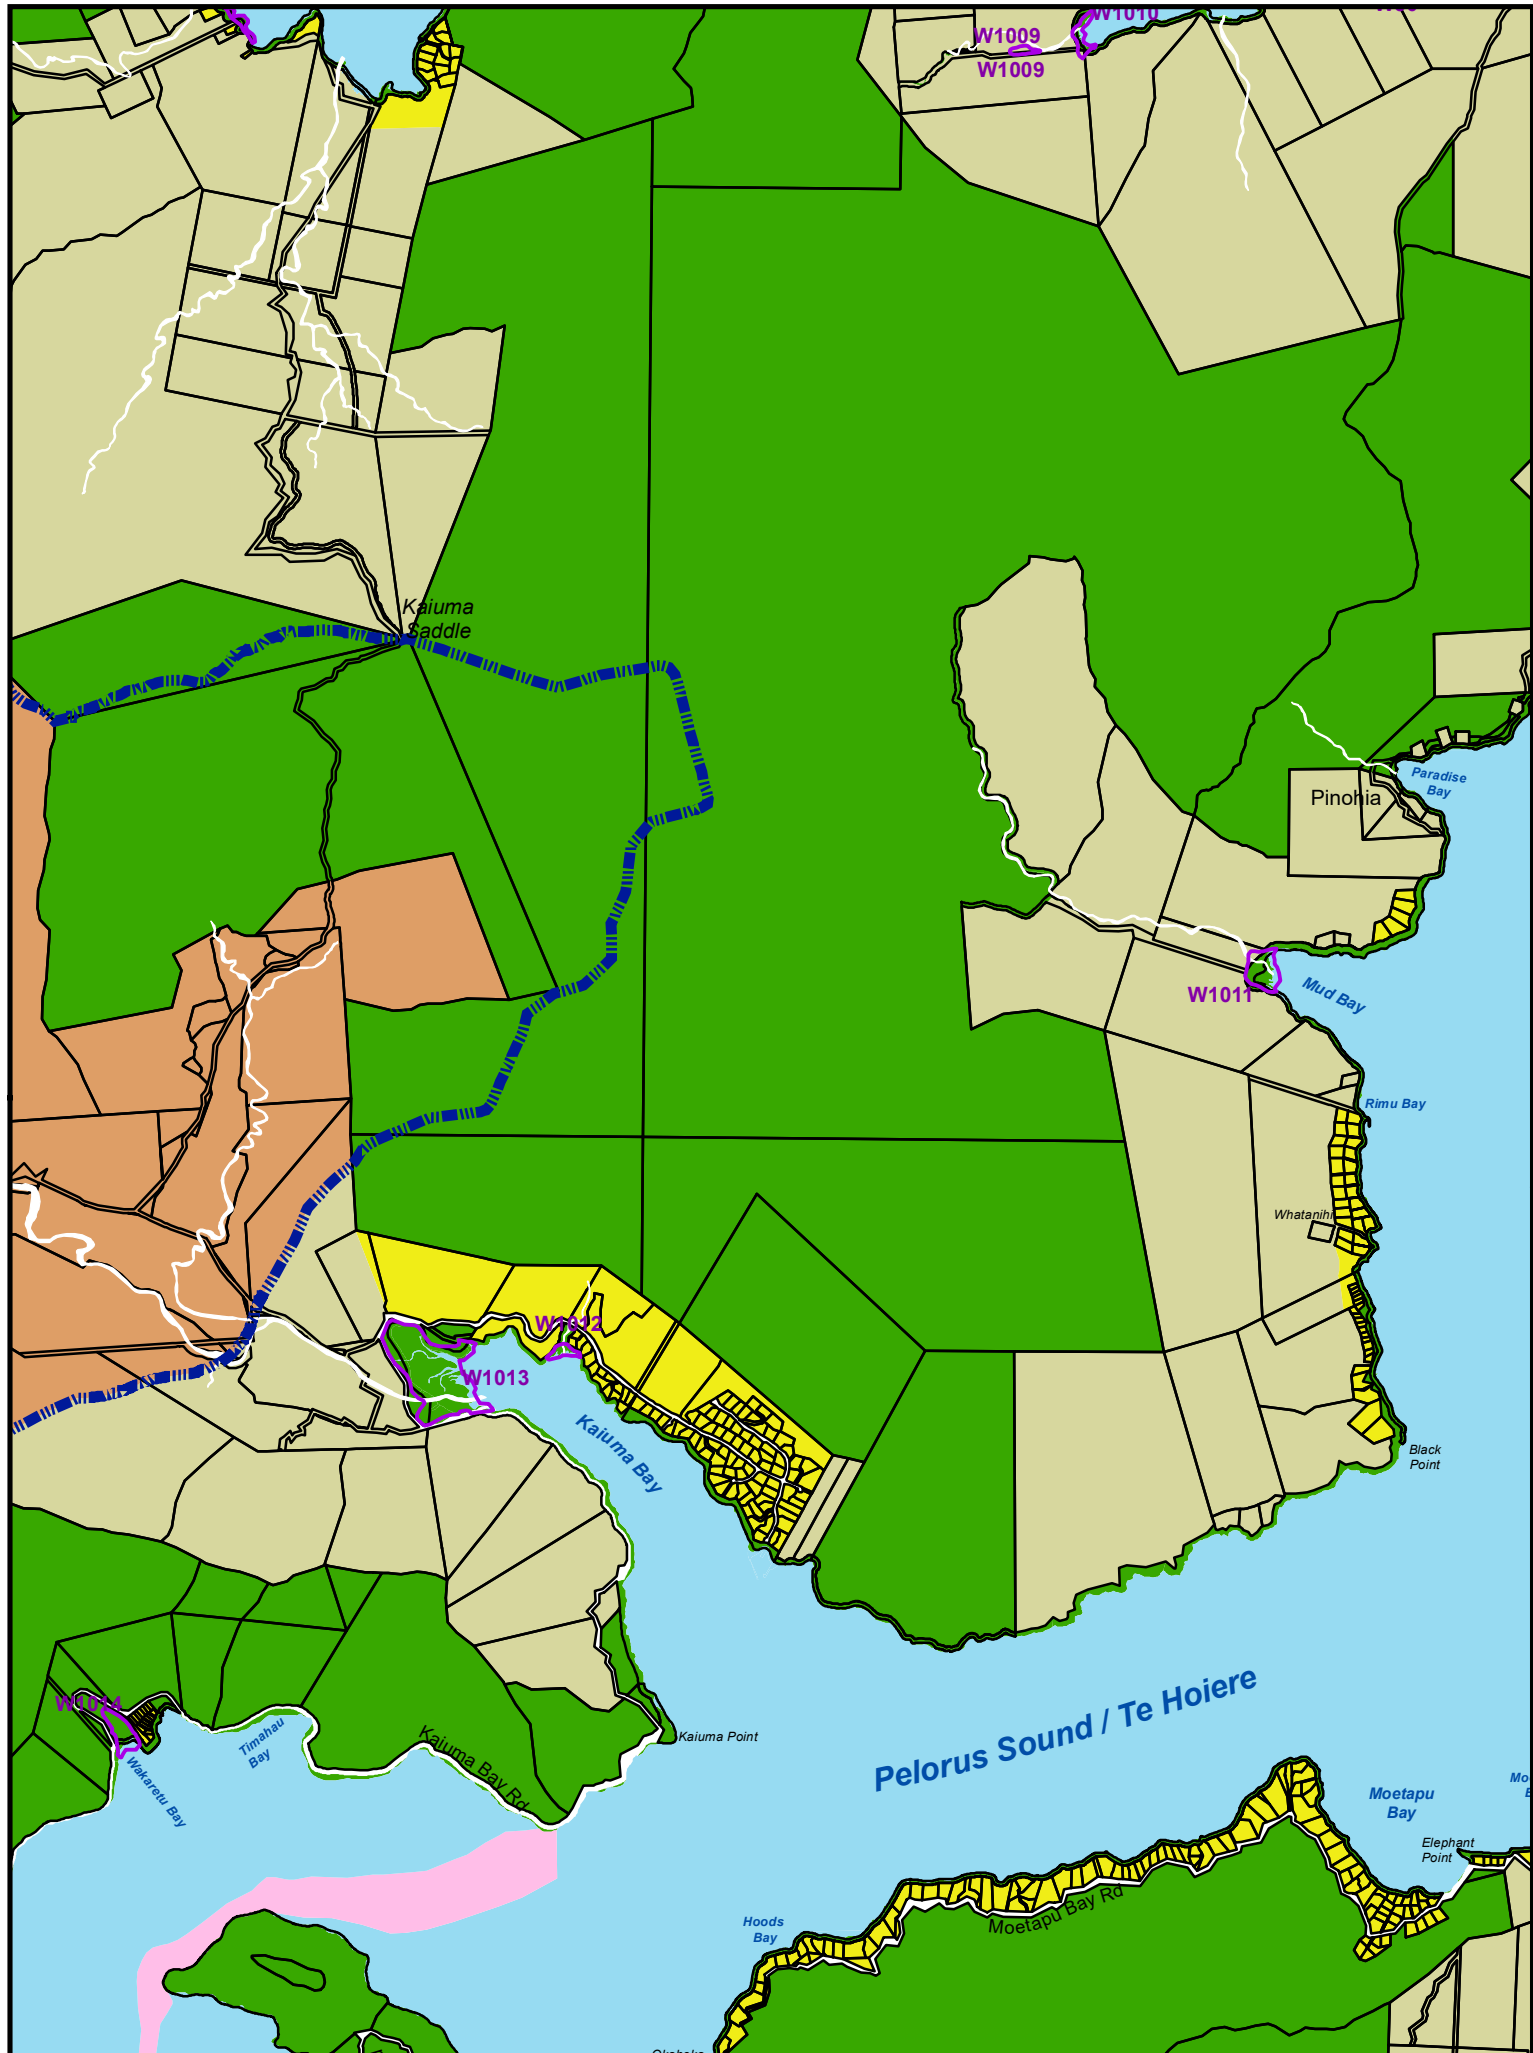 W1010
W1009
W1009
Kaiuma
Saddle
Paradise
Bay
Pinohia
W1011
Mud Bay
Rimu Bay
Whatanihi
W1012
W1013
Kaiuma Bay
Black
Point
W1014
Timahau
Bay
Wakaretu Bay
Kaiuma Bay Rd
Kaiuma Point
Pelorus Sound / Te Hoiere
Moetapu
Bay
Elephant
Point
Moetapu Bay Rd
Hoods
Bay